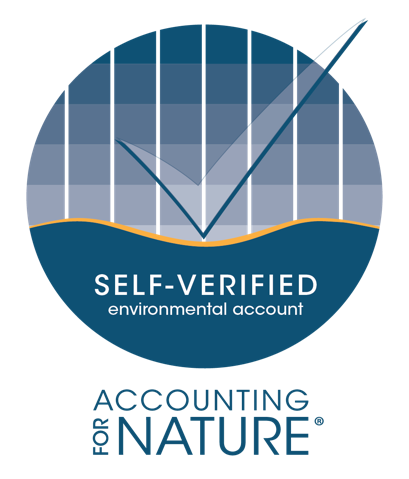 SELF-VERIFIED
environmental account
ACCOUNTING
FOR NATURE®